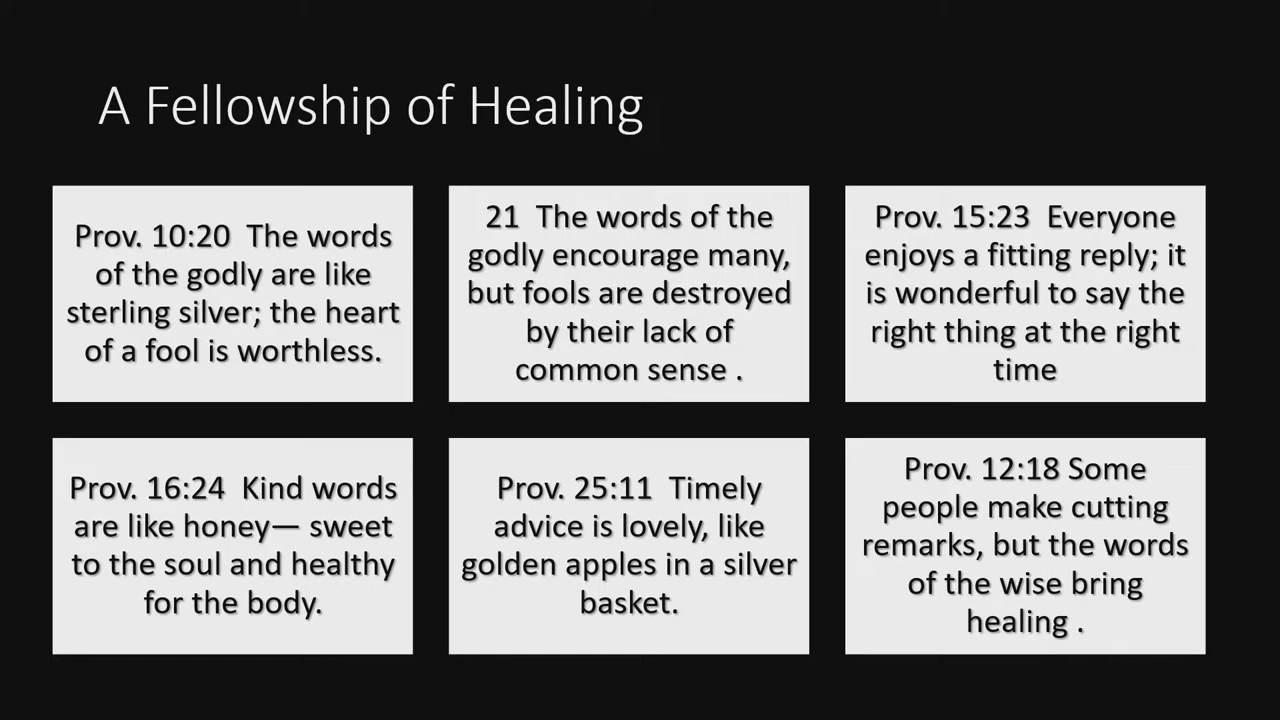 A Fellowship of Healing
Prov. 10:20  The words
of the godly are like
sterling silver; the heart
of a fool is worthless.
21  The words of the
godly encourage many,
but fools are destroyed
by their lack of
common sense .
Prov. 15:23  Everyone
enjoys a fitting reply; it
is wonderful to say the
right thing at the right
time
Prov. 16:24  Kind words
are like honey— sweet
to the soul and healthy
for the body.
Prov. 25:11  Timely
advice is lovely, like
golden apples in a silver
basket.
Prov. 12:18 Some
people make cutting
remarks, but the words
of the wise bring
healing .